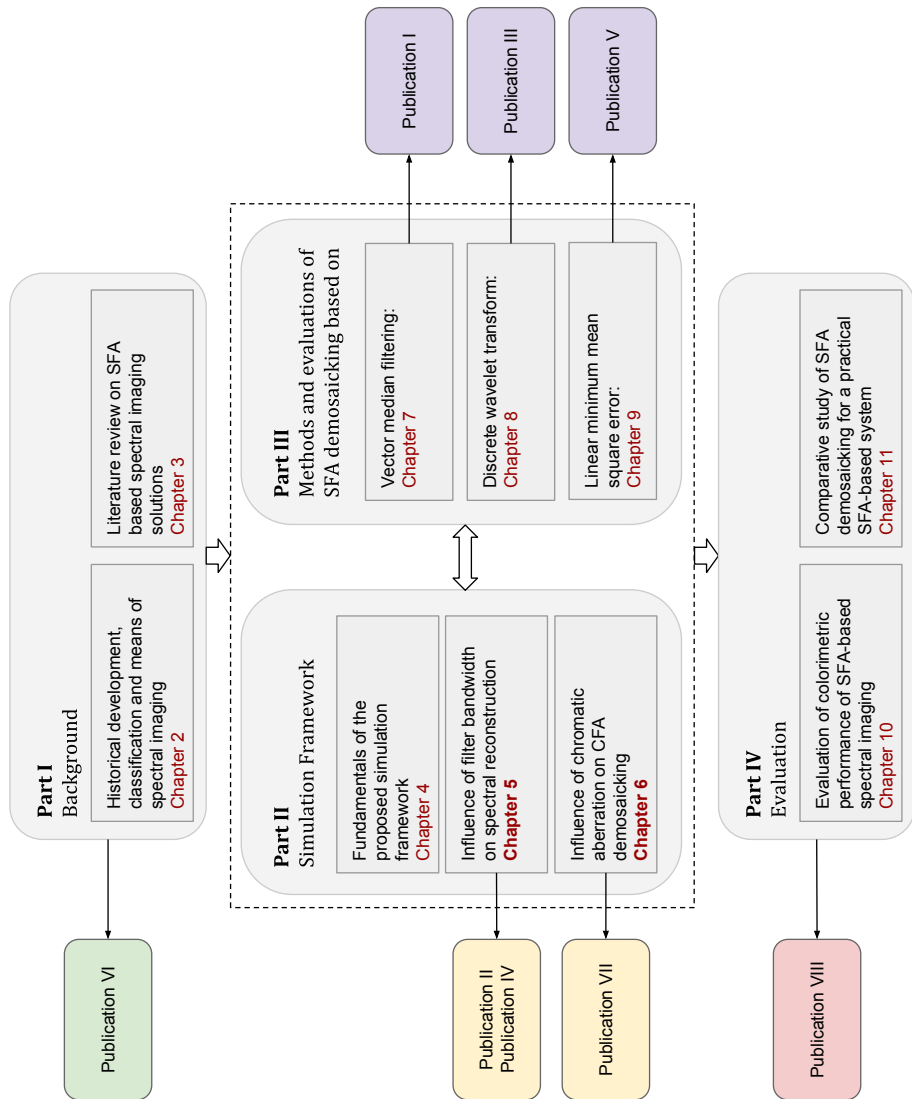 Part I
Background
Historical development,
classification and means of
spectral imaging
Chapter 2
Literature review on SFA
based spectral imaging
solutions
Chapter 3
Publication VI
Part II
Simulation Framework
Fundamentals of the
proposed simulation
framework
Chapter 4
Influence of filter bandwidth
on spectral reconstruction
Chapter 5
Influence of chromatic
aberration on CFA
demosaicking
Chapter 6
Publication II
Publication IV
Publication VII
Part III
Methods and evaluations of
SFA demosaicking based on
Vector median filtering:
Chapter 7
Discrete wavelet transform:
Chapter 8
Linear minimum mean
square error:
Chapter 9
Publication I
Publication III
Publication V
Part IV
Evaluation
Evaluation of colorimetric
performance of SFA-based
spectral imaging
Chapter 10
Comparative study of SFA
demosaicking for a practical
SFA-based system
Chapter 11
Publication VIII